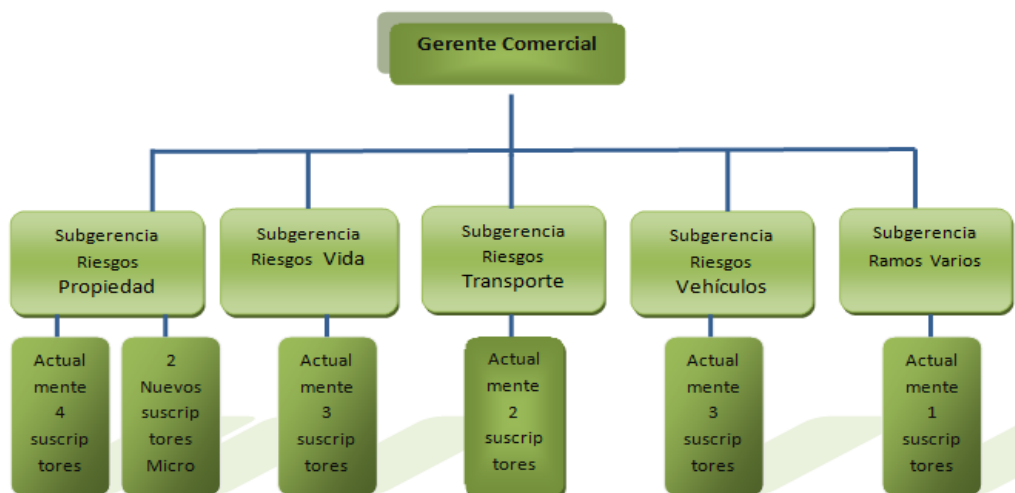 Gerente Comercial
Subgerencia
Riesgos
Propiedad
Subgerencia
Riesgos Vida
Subgerencia
Riesgos
Transporte
Subgerencia
Riesgos
Vehículos
Subgerencia
Ramos Varios
Actual
mente
4
suscrip
tores
2
Nuevos
suscrip
tores
Micro
Actual
mente
3
suscrip
tores
Actual
mente
2
suscrip
tores
Actual
mente
3
suscrip
tores
Actual
mente
1
suscrip
tores